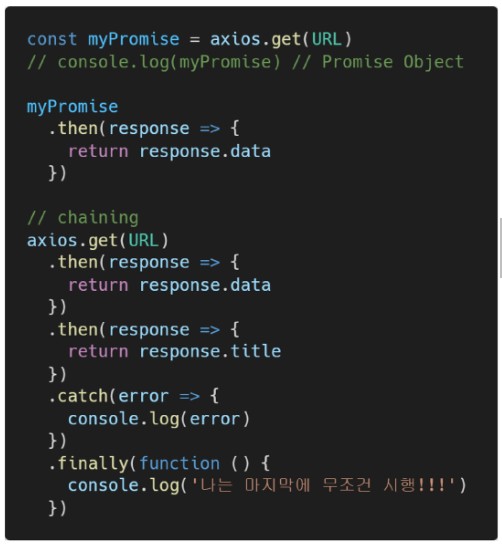 const myPromise = axios.get(URL)
// console.log(myPromise) // Promise Object

myPromise
  .then(response => {
    return response.data
  })

// chaining
axios.get(URL)
  .then(response => {
    return response.data
  })
  .then(response => {
    return response.title
  })
  .catch(error => {
    console.log(error)
  })
  .finally(function () {
    console.log('나는 마지막에 무조건 시행!!!')
  })